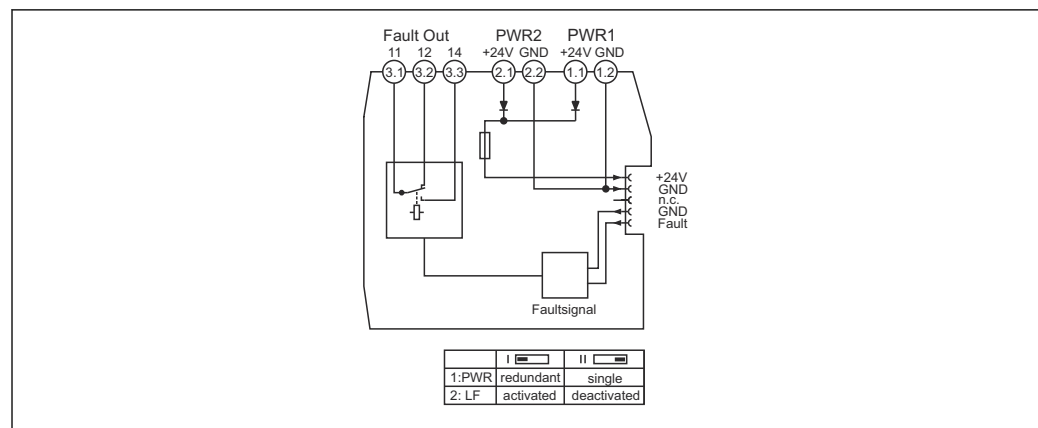 Fault Out PWR2 PWR1
11 12 14 +24V GND +24V GND
3.1 3.2 3.3 2.1 2.2 1.1 1.2
+24V
GND
n.c.
GND
Fault
Faultsignal
I II
1:PWR redundant single
2: LF activated deactivated